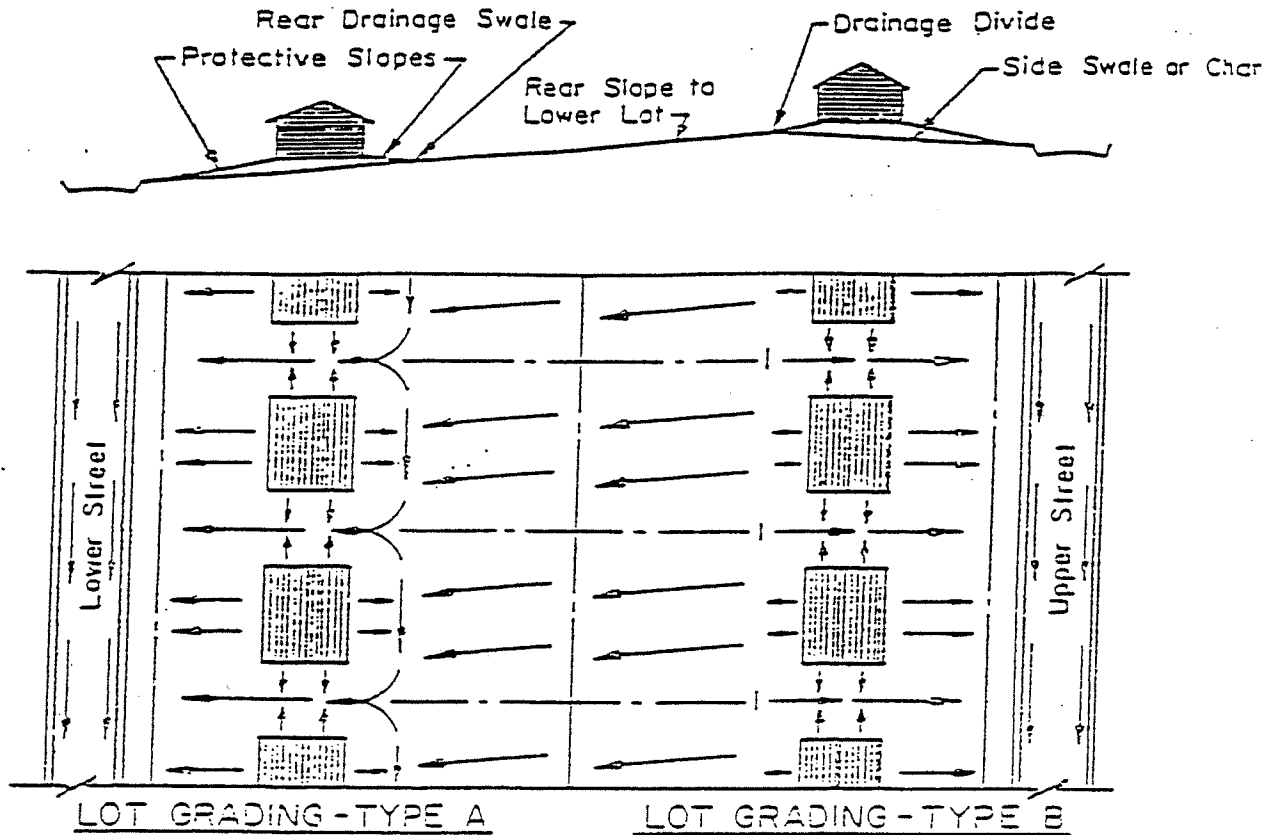 Rear Drainage Swale
Drainage Divide
Protective Slopes
Side Swale or Char
Rear Slope to
Lower Lot
Lower Street
Upper Street
LOT GRADING-TYPE A
LOT GRADING-TYPE B